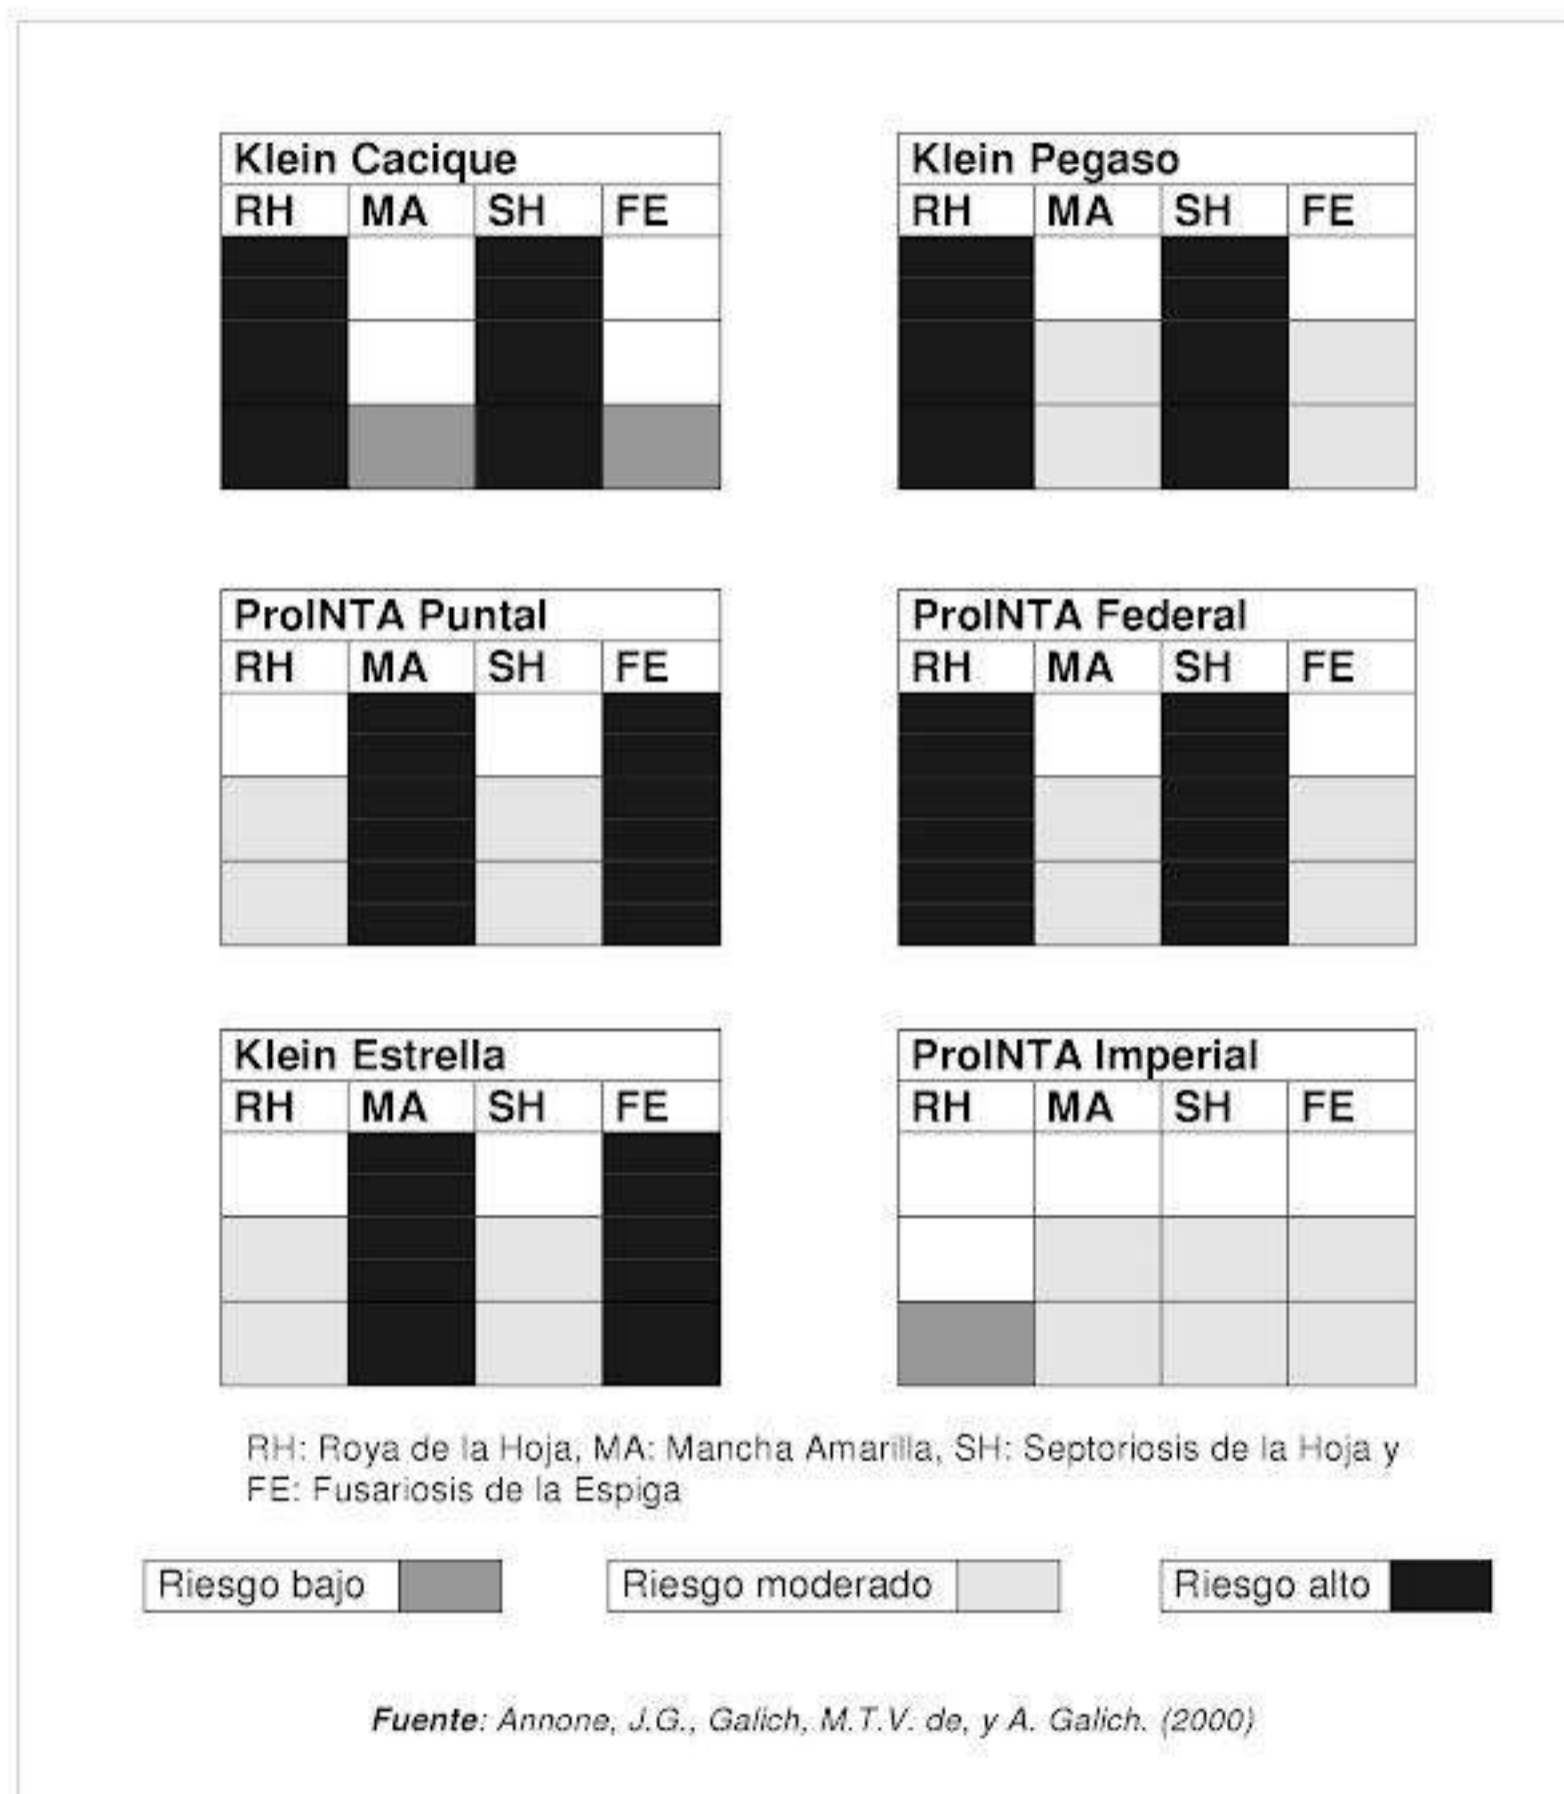 Klein Cacique
RH MA SH FE
Klein Pegaso
RH MA SH FE
ProINTA Puntal
RH MA SH FE
ProINTA Federal
RH MA SH FE
Klein Estrella
RH MA SH FE
ProINTA Imperial
RH MA SH FE
RH: Roya de la Hoja, MA: Mancha Amarilla, SH: Septoriosis de la Hoja y
FE: Fusariosis de la Espiga
Riesgo bajo
Riesgo moderado
Riesgo alto
Fuente: Annone, J.G., Galich, M.T.V. de, y A. Galich. (2000)